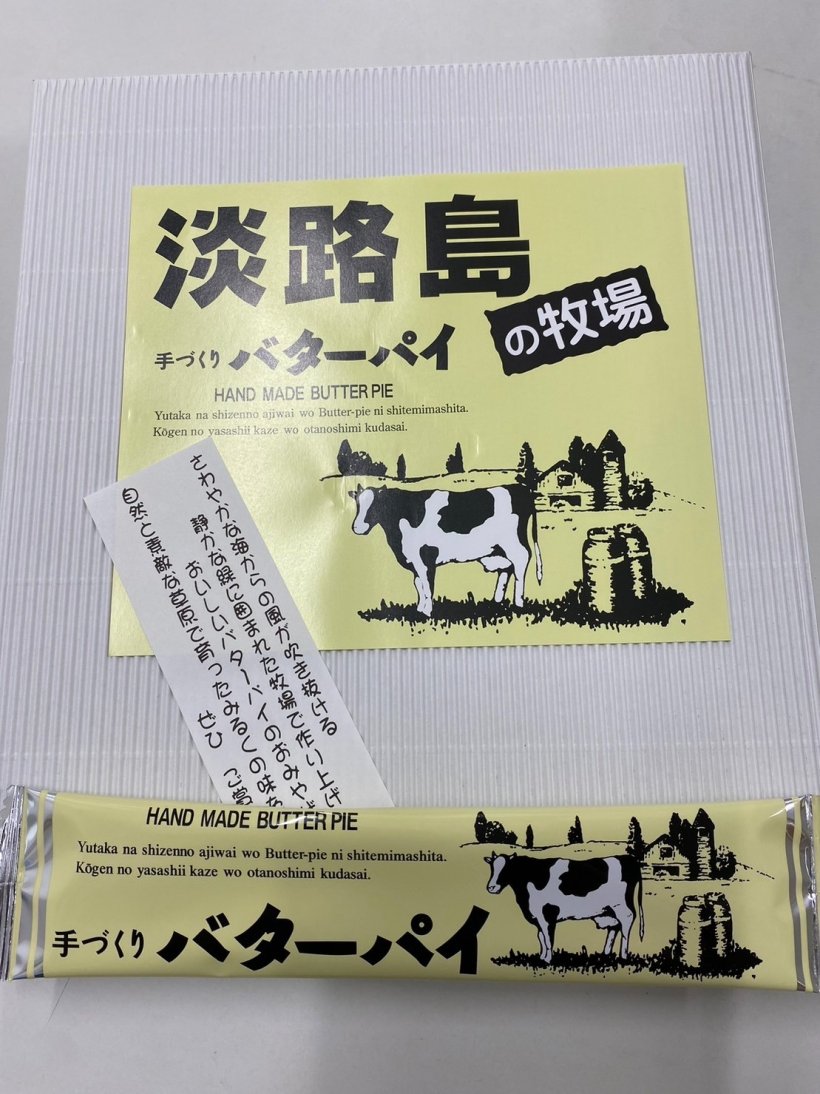 淡路島
の牧場
手づくり バターパイ
HAND MADE BUTTER PIE
Yutaka na shizenno ajiwai wo Butter-pie ni shitemimashita.
Kōgen no yasashii kaze wo otanoshimi kudasai.
さわやかな海からの風が吹き抜ける
静かな緑に囲まれた牧場で作り上げ
おいしいバターパイのおみやげ
自然と素敵な草原で育ったみるくの味を
ぜひ ご賞
HAND MADE BUTTER PIE
Yutaka na shizenno ajiwai wo Butter-pie ni shitemimashita.
Kōgen no yasashii kaze wo otanoshimi kudasai.
手づくり バターパイ